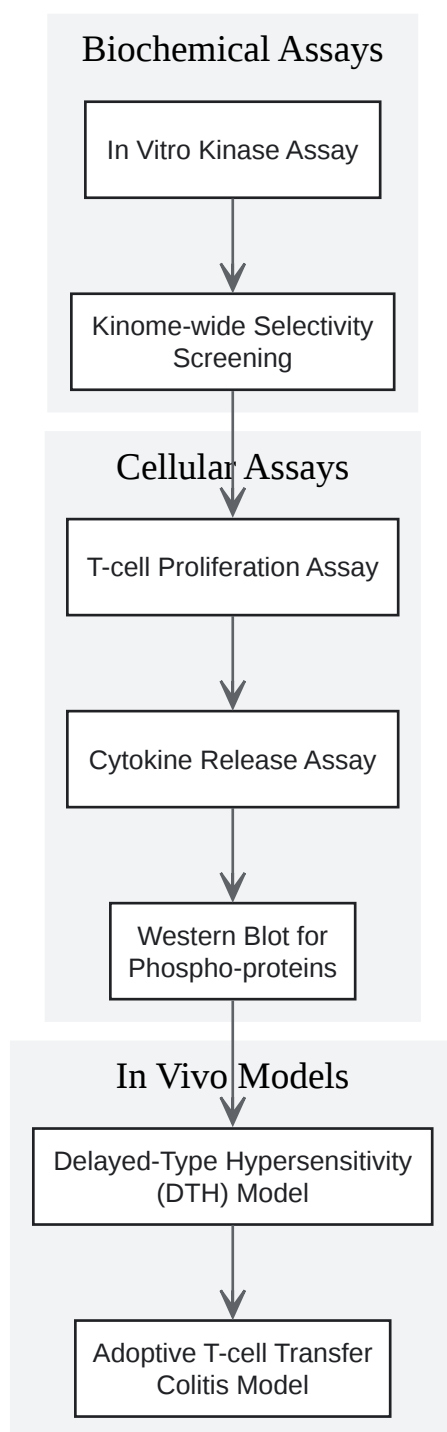 Biochemical Assays
In Vitro Kinase Assay
Kinome-wide Selectivity
Screening
Cellular Assays
T-cell Proliferation Assay
Cytokine Release Assay
Western Blot for
Phospho-proteins
In Vivo Models
Delayed-Type Hypersensitivity
(DTH) Model
Adoptive T-cell Transfer
Colitis Model